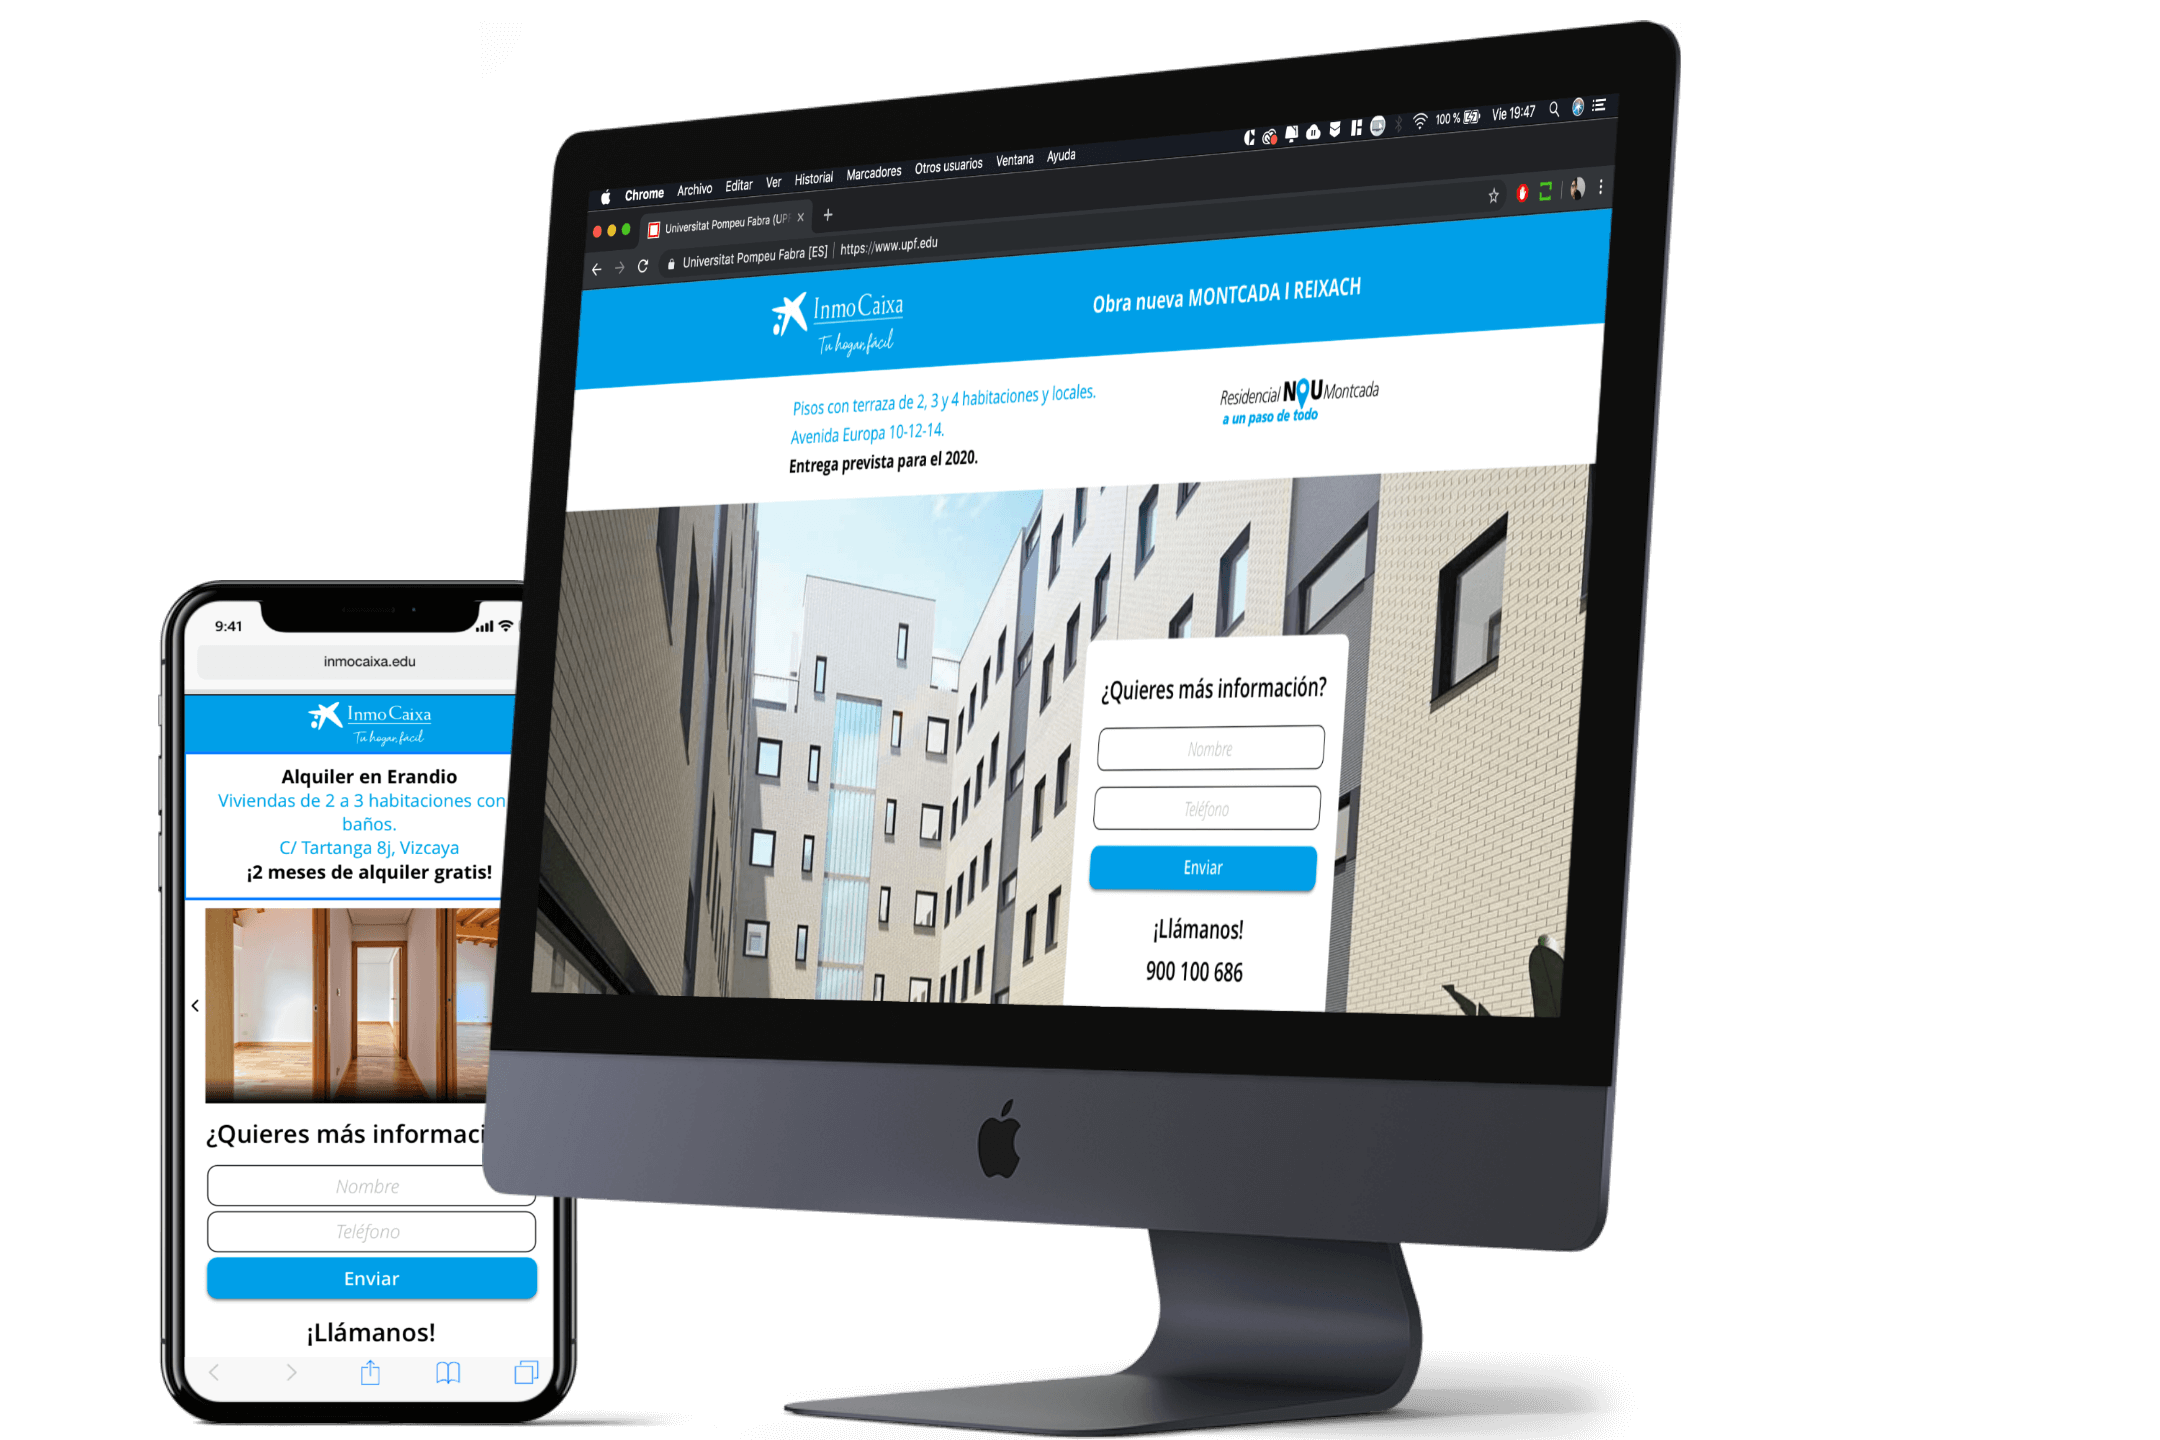 Chrome Archivo Editar Ver Historial Marcadores Otros usuarios Ventana Ayuda
100 % Vie 19:47
Universitat Pompeu Fabra (UP
Universitat Pompeu Fabra [ES] https://www.upf.edu
InmoCaixa
Tu hogar, fácil
Obra nueva MONTCADA I REIXACH
Pisos con terraza de 2, 3 y 4 habitaciones y locales.
Avenida Europa 10-12-14.
Entrega prevista para el 2020.
Residencial NOU Montcada
a un paso de todo
¿Quieres más información?
Nombre
Teléfono
Enviar
¡Llámanos!
900 100 686
9:41
inmocaixa.edu
InmoCaixa
Tu hogar, fácil
Alquiler en Erandio
Viviendas de 2 a 3 habitaciones con
baños.
C/ Tartanga 8j, Vizcaya
¡2 meses de alquiler gratis!
¿Quieres más informaci
Nombre
Teléfono
Enviar
¡Llámanos!